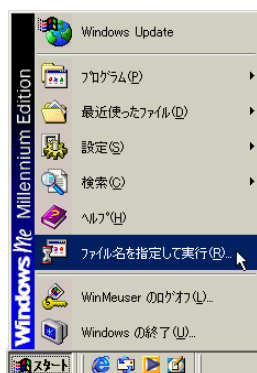 Windows Update
プログラム(P)
最近使ったファイル(D)
設定(S)
検索(C)
ヘルプ(H)
ファイル名を指定して実行(R)...
WinMeuser のログオフ(L)...
Windows の終了(U)...
Windows Me Millennium Edition
スタート